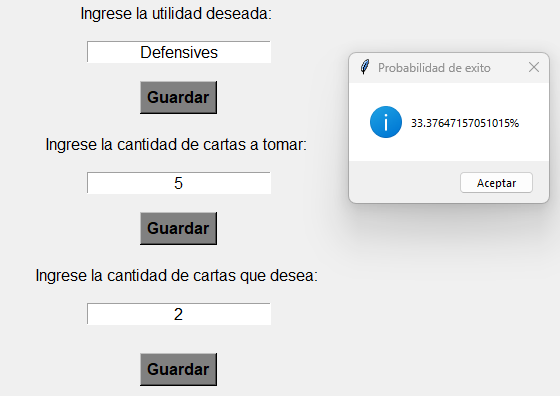 Ingrese la utilidad deseada:
Defensives
Guardar
Ingrese la cantidad de cartas a tomar:
5
Guardar
Ingrese la cantidad de cartas que desea:
2
Guardar
Probabilidad de exito
33.37647157051015%
Aceptar